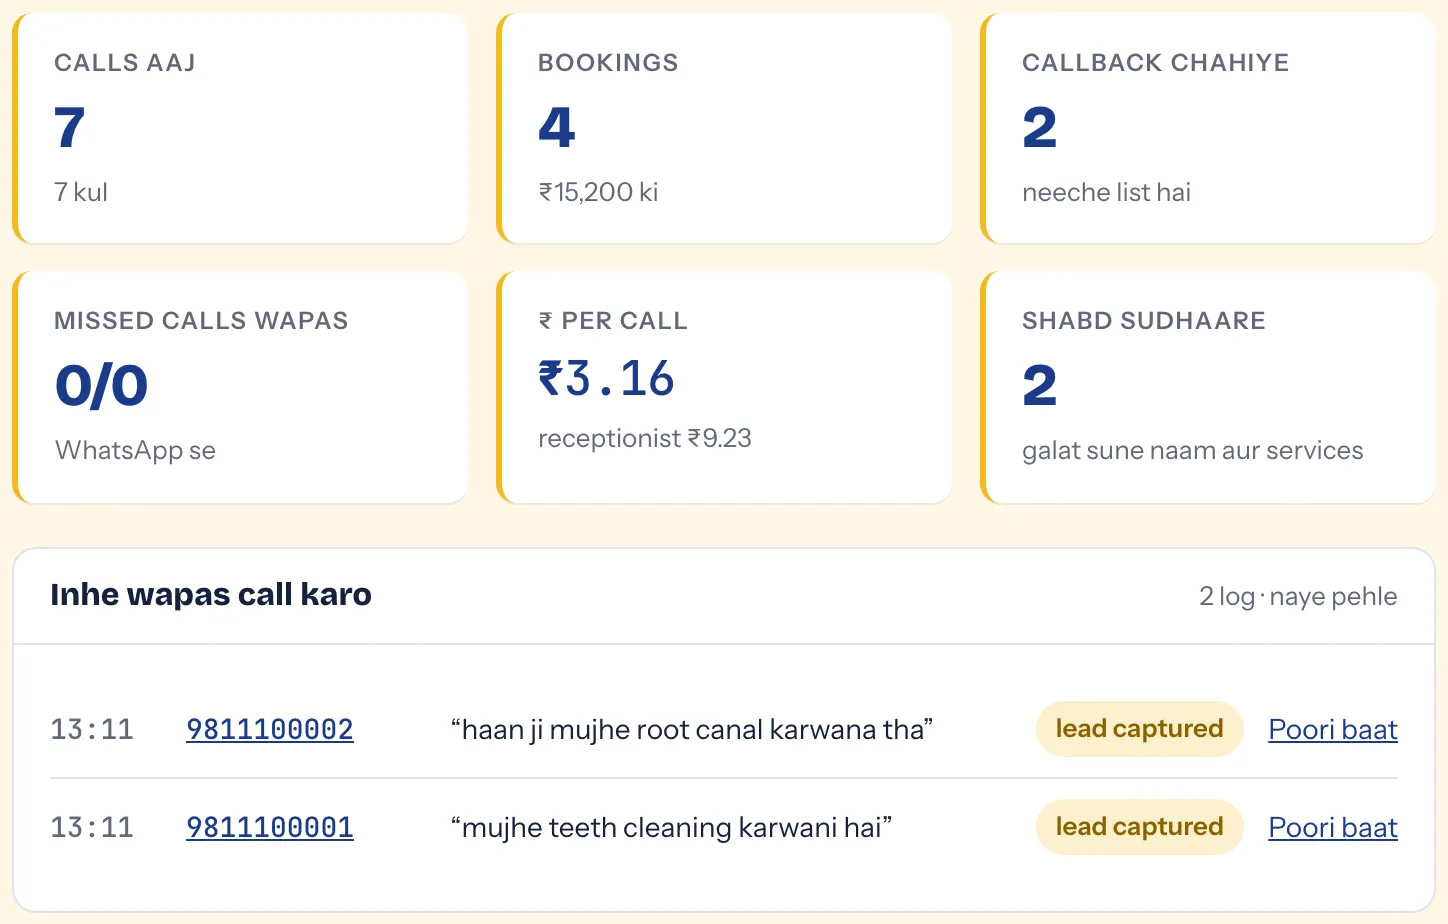 CALLS AAJ
7
7 kul
BOOKINGS
4
₹15,200 ki
CALLBACK CHAHIYE
2
neeche list hai
MISSED CALLS WAPAS
0/0
WhatsApp se
₹ PER CALL
₹3.16
receptionist ₹9.23
SHABD SUDHAARE
2
galat sune naam aur services
Inhe wapas call karo
2 log · naye pehle
13:11 9811100002 “haan ji mujhe root canal karwana tha” lead captured Poori baat
13:11 9811100001 “mujhe teeth cleaning karwani hai” lead captured Poori baat